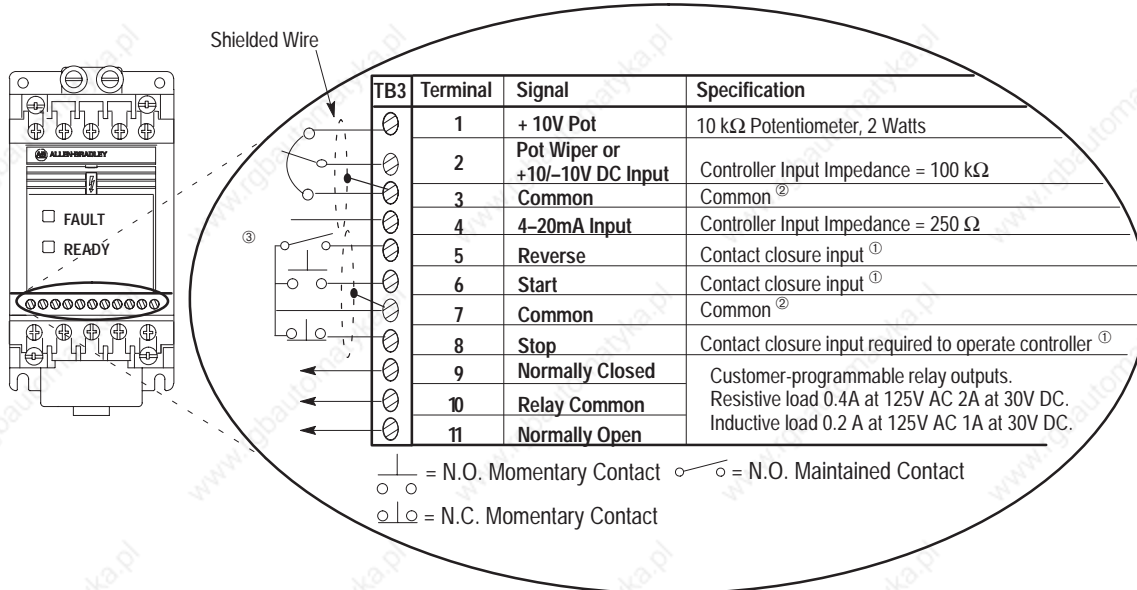 Shielded Wire
TB3 Terminal Signal Specification
1 + 10V Pot 10 kΩ Potentiometer, 2 Watts
2 Pot Wiper or
+10/–10V DC Input Controller Input Impedance = 100 kΩ
3 Common Common ②
4 4–20mA Input Controller Input Impedance = 250 Ω
③
5 Reverse Contact closure input ①
6 Start Contact closure input ①
7 Common Common ②
8 Stop Contact closure input required to operate controller ①
9 Normally Closed Customer-programmable relay outputs.
10 Relay Common Resistive load 0.4A at 125V AC 2A at 30V DC.
11 Normally Open Inductive load 0.2 A at 125V AC 1A at 30V DC.
= N.O. Momentary Contact = N.O. Maintained Contact
= N.C. Momentary Contact
AB ALLEN-BRADLEY
FAULT
READY
www.rgbautomatyka.pl